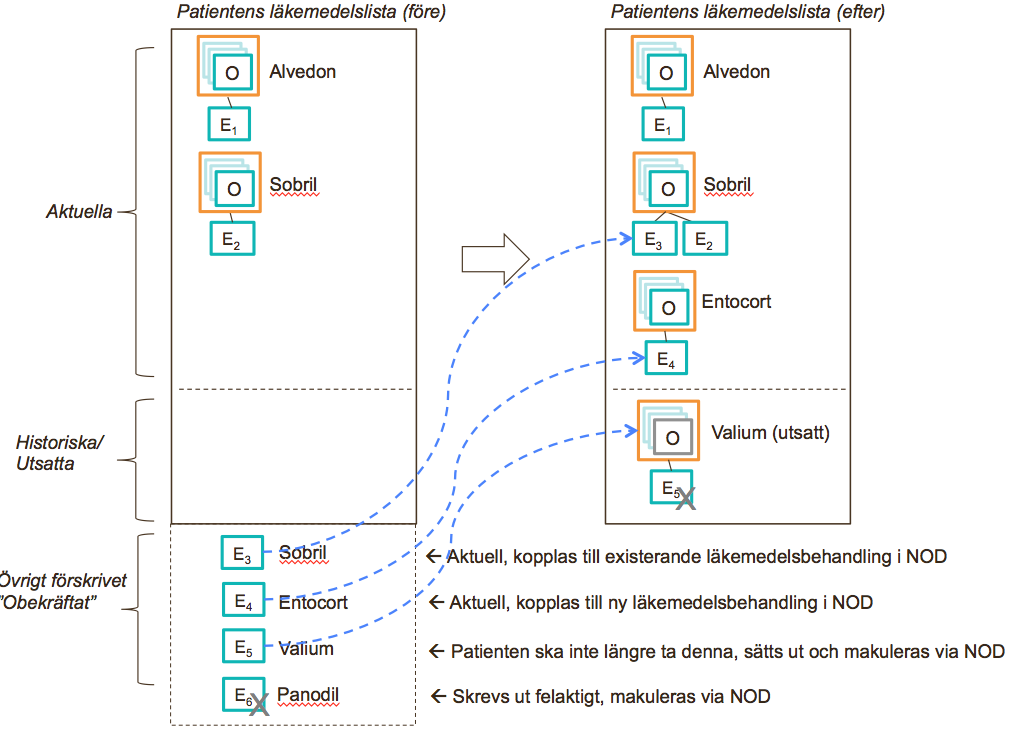 Patientens läkemedelslista (före)
Patientens läkemedelslista (efter)
Aktuella
O Alvedon
E1
O Sobril
E2
O Alvedon
E1
O Sobril
E3 E2
O Entocort
E4
Historiska/
Utsatta
O Valium (utsatt)
E5 X
Övrigt förskrivet
"Obekräftat"
E3 Sobril
← Aktuell, kopplas till existerande läkemedelsbehandling i NOD
E4 Entocort
← Aktuell, kopplas till ny läkemedelsbehandling i NOD
E5 Valium
← Patienten ska inte längre ta denna, sätts ut och makuleras via NOD
E6 X Panodil
← Skrevs ut felaktigt, makuleras via NOD